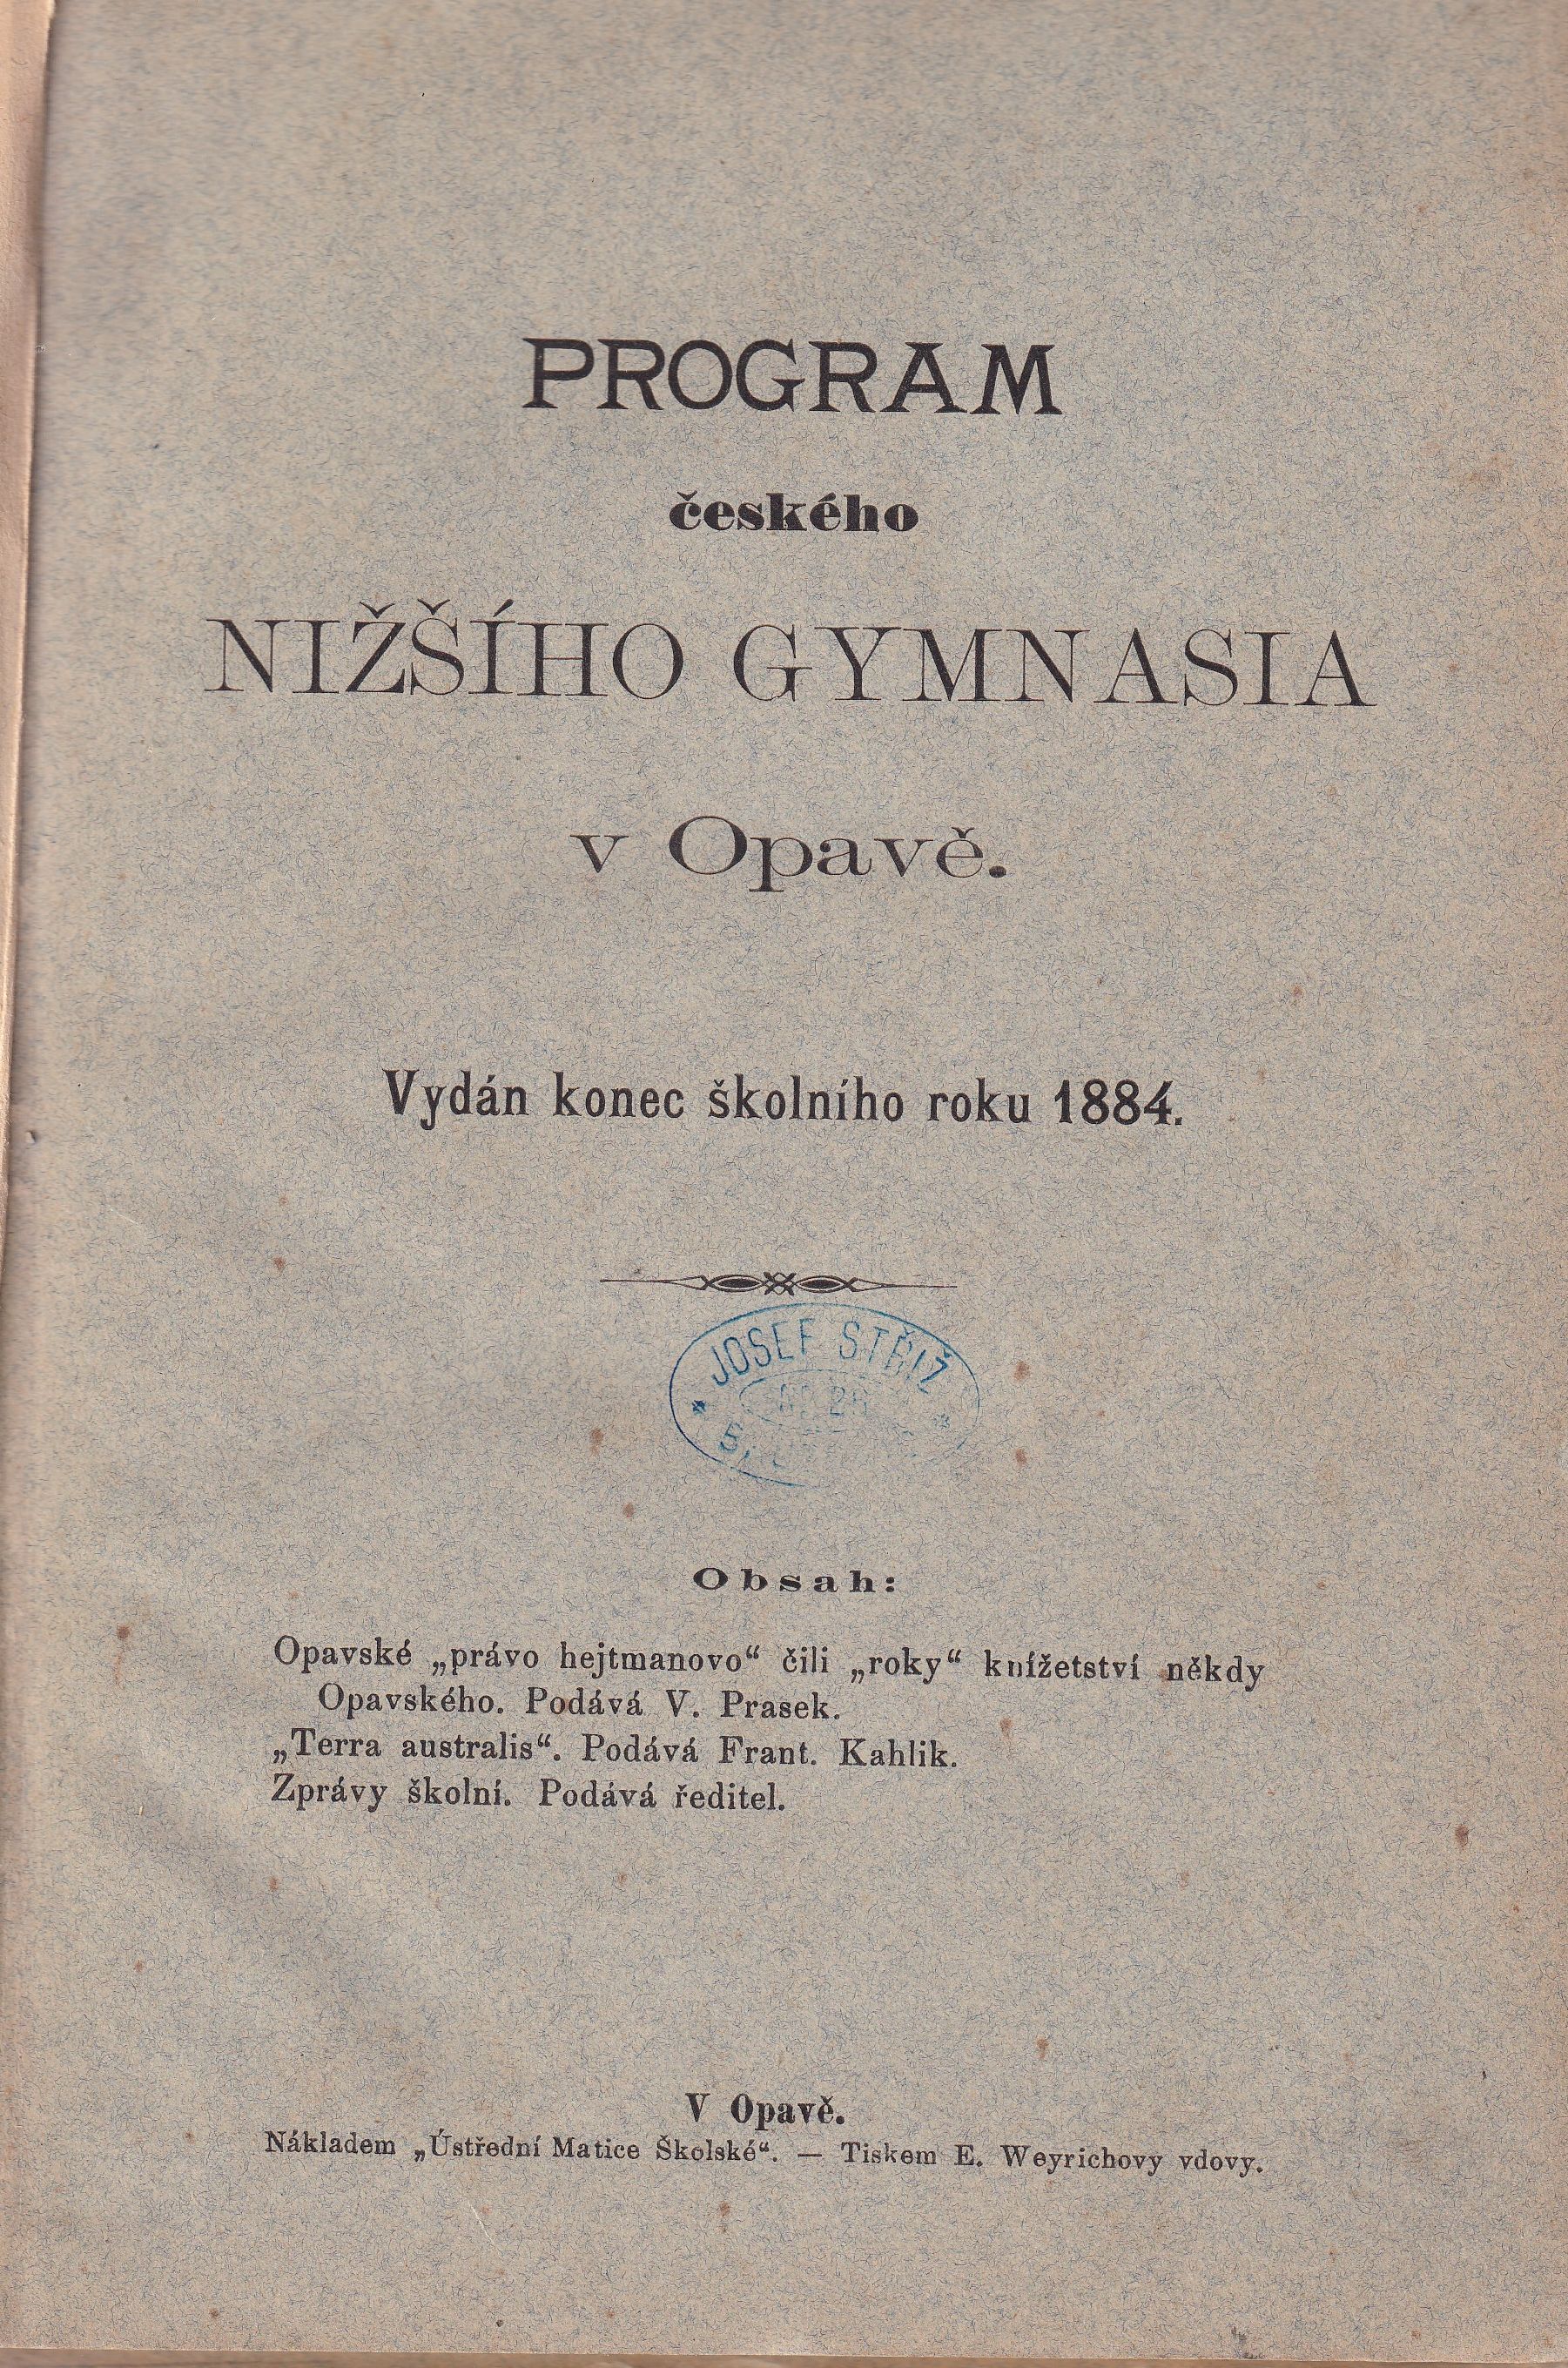 PROGRAM
českého
NIŽŠÍHO GYMNASIA
v Opavě.
Vydán konec školního roku 1884.
JOSEF STŘIŽ
Obsah:
Opavské „právo hejtmanovo“ čili „roky“ knížetství někdy
Opavského. Podává V. Prasek.
„Terra australis“. Podává Frant. Kahlik.
Zprávy školní. Podává ředitel.
V Opavě.
Nákladem „Ústřední Matice Školské“. — Tiskem E. Weyrichovy vdovy.